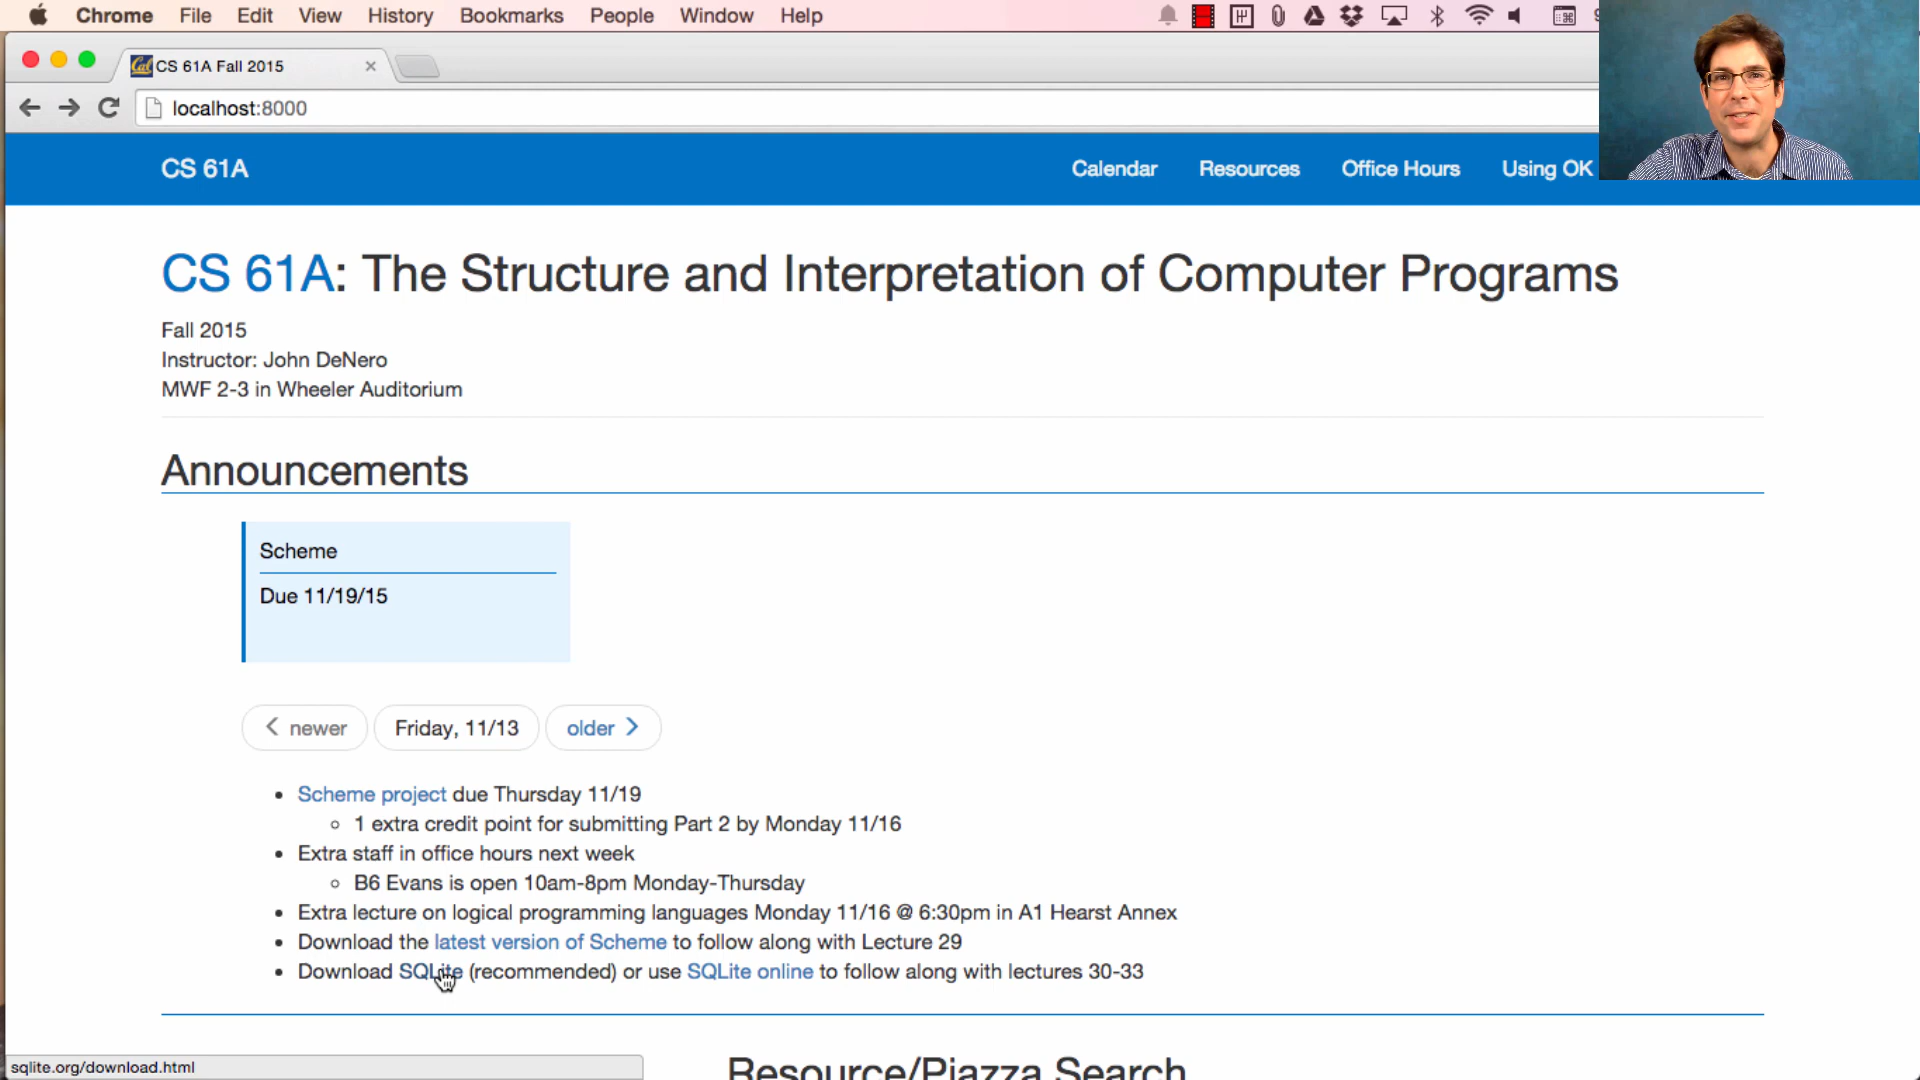 Chrome File Edit View History Bookmarks People Window Help
CS 61A Fall 2015
localhost:8000
CS 61A Calendar Resources Office Hours Using OK
CS 61A: The Structure and Interpretation of Computer Programs
Fall 2015
Instructor: John DeNero
MWF 2-3 in Wheeler Auditorium
Announcements
Scheme
Due 11/19/15
newer Friday, 11/13 older
Scheme project due Thursday 11/19
1 extra credit point for submitting Part 2 by Monday 11/16
Extra staff in office hours next week
B6 Evans is open 10am-8pm Monday-Thursday
Extra lecture on logical programming languages Monday 11/16 @ 6:30pm in A1 Hearst Annex
Download the latest version of Scheme to follow along with Lecture 29
Download SQLite (recommended) or use SQLite online to follow along with lectures 30-33
sqlite.org/download.html
Resource/Piazza Search